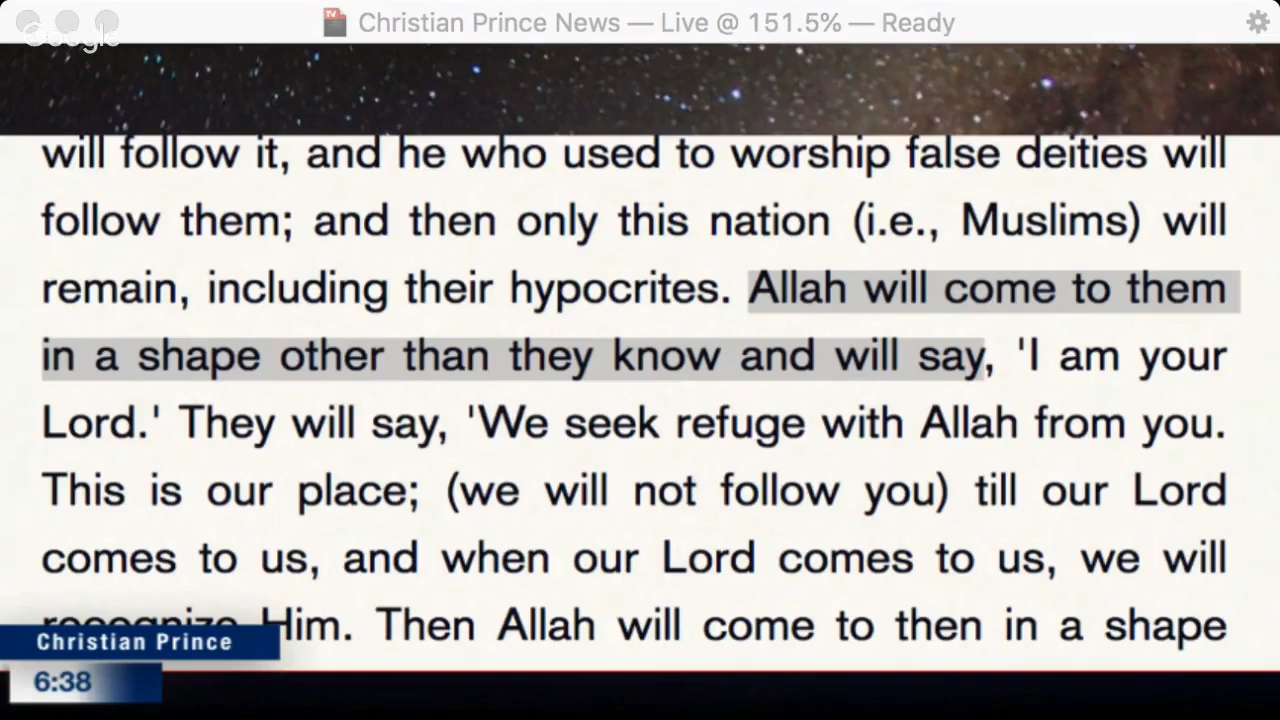 Google
TV
Christian Prince News — Live @ 151.5% — Ready
will follow it, and he who used to worship false deities will
follow them; and then only this nation (i.e., Muslims) will
remain, including their hypocrites. Allah will come to them
in a shape other than they know and will say, 'I am your
Lord.' They will say, 'We seek refuge with Allah from you.
This is our place; (we will not follow you) till our Lord
comes to us, and when our Lord comes to us, we will
recognize Him. Then Allah will come to then in a shape
Christian Prince
6:38